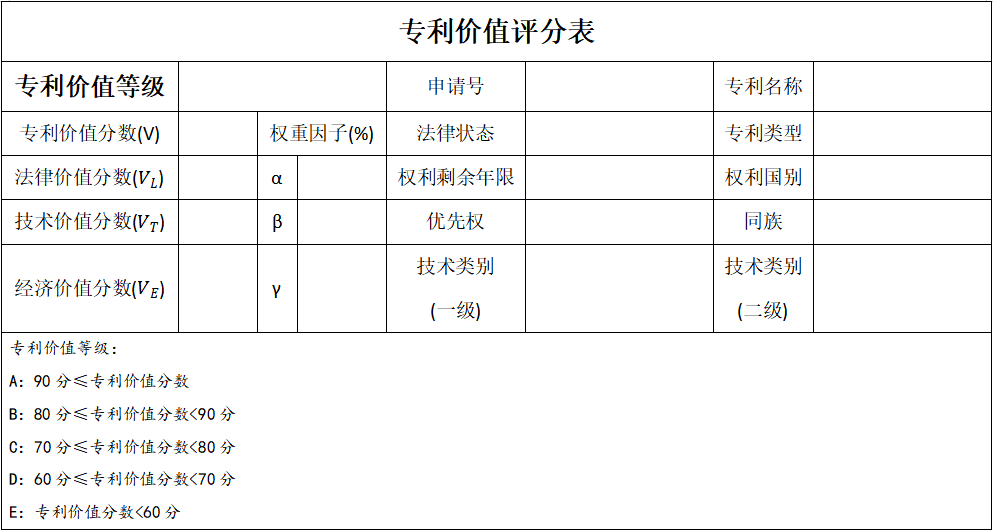 专利价值评分表
专利价值等级 申请号 专利名称
专利价值分数(V) 权重因子(%) 法律状态 专利类型
法律价值分数(V_L) α 权利剩余年限 权利国别
技术价值分数(V_T) β 优先权 同族
经济价值分数(V_E) γ 技术类别 (一级) 技术类别 (二级)
专利价值等级:
A: 90 分≤专利价值分数
B: 80 分≤专利价值分数<90 分
C: 70 分≤专利价值分数<80 分
D: 60 分≤专利价值分数<70 分
E: 专利价值分数<60 分